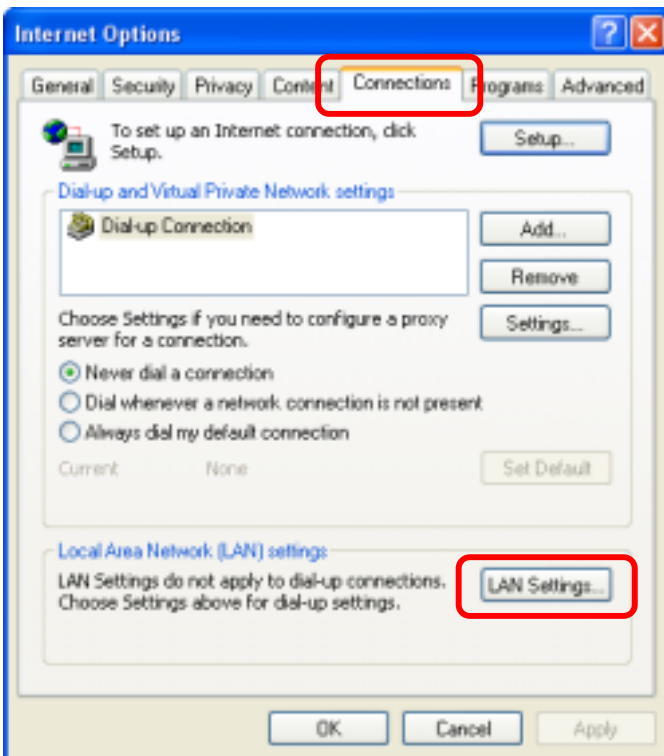 Internet Options
General Security Privacy Content Connections Programs Advanced
To set up an Internet connection, click
Setup.
Setup...
Dial-up and Virtual Private Network settings
Dial-up Connection
Add...
Remove
Choose Settings if you need to configure a proxy
server for a connection.
Settings...
Never dial a connection
Dial whenever a network connection is not present
Always dial my default connection
Current None
Set Default
Local Area Network (LAN) settings
LAN Settings do not apply to dial-up connections.
Choose Settings above for dial-up settings.
LAN Settings...
OK Cancel Apply